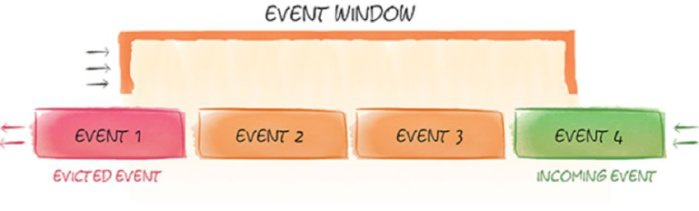 EVENT WINDOW
EVENT 1
EVENT 2
EVENT 3
EVENT 4
EVICTED EVENT
INCOMING EVENT